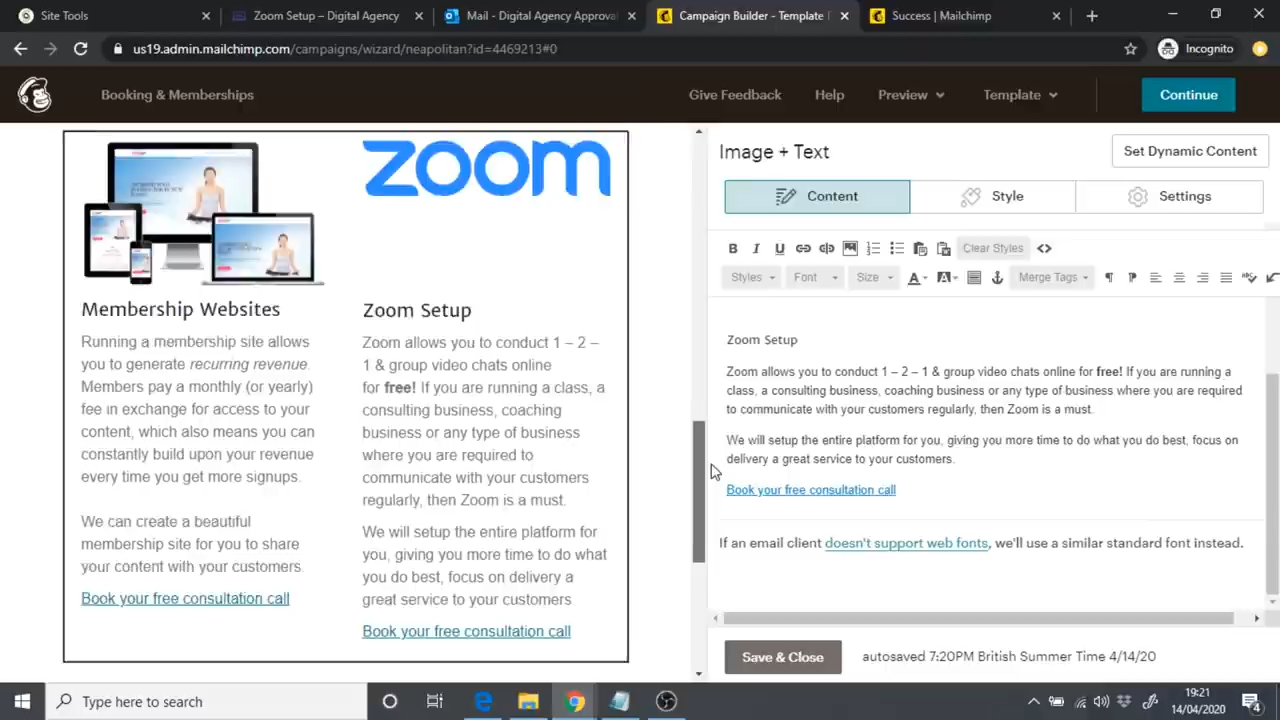 Site Tools
Zoom Setup – Digital Agency
Mail - Digital Agency Approval
Campaign Builder - Template
Success | Mailchimp
us19.admin.mailchimp.com/campaigns/wizard/neapolitan?id=4469213#0
Incognito
Booking & Memberships
Give Feedback
Help
Preview
Template
Continue
zoom
Membership Websites
Running a membership site allows
you to generate recurring revenue.
Members pay a monthly (or yearly)
fee in exchange for access to your
content, which also means you can
constantly build upon your revenue
every time you get more signups.
We can create a beautiful
membership site for you to share
your content with your customers.
Book your free consultation call
Zoom Setup
Zoom allows you to conduct 1 – 2 –
1 & group video chats online
for free! If you are running a class, a
consulting business, coaching
business or any type of business
where you are required to
communicate with your customers
regularly, then Zoom is a must.
We will setup the entire platform for
you, giving you more time to do what
you do best, focus on delivery a
great service to your customers
Book your free consultation call
Image + Text
Set Dynamic Content
Content
Style
Settings
B I U
Clear Styles
Styles
Font
Size
A
A
Merge Tags
Zoom Setup
Zoom allows you to conduct 1 – 2 – 1 & group video chats online for free! If you are running a
class, a consulting business, coaching business or any type of business where you are required
to communicate with your customers regularly, then Zoom is a must.
We will setup the entire platform for you, giving you more time to do what you do best, focus on
delivery a great service to your customers.
Book your free consultation call
If an email client doesn't support web fonts, we'll use a similar standard font instead.
Save & Close
autosaved 7:20PM British Summer Time 4/14/20
Type here to search
19:21
14/04/2020
4